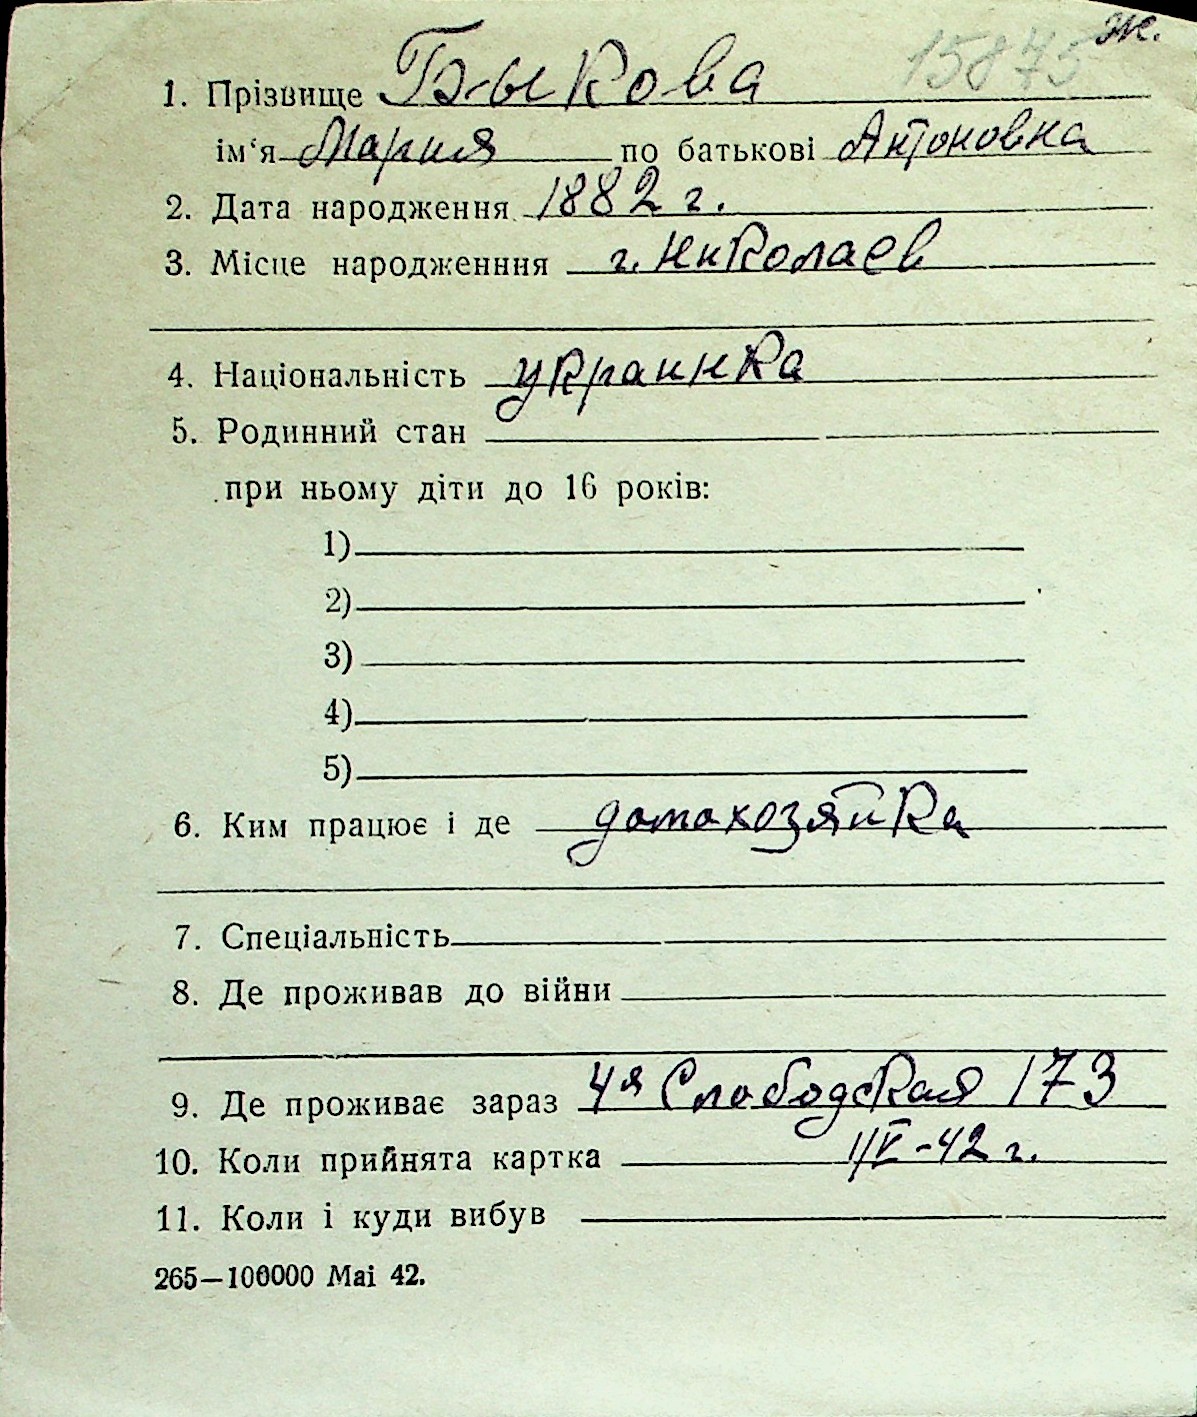 15875 ж.
1. Прізвище Быкова
ім‘я Мария по батькові Антоновна
2. Дата народження 1882 г.
3. Місце народженння г. Николаев
4. Національність украинка
5. Родинний стан
при ньому діти до 16 років:
1)
2)
3)
4)
5)
6. Ким працює і де домохозяйка
7. Спеціальність
8. Де проживав до війни
9. Де проживає зараз 4я Слободская 173
10. Коли прийнята картка 1/V-42 г.
11. Коли і куди вибув
265—100000 Mai 42.